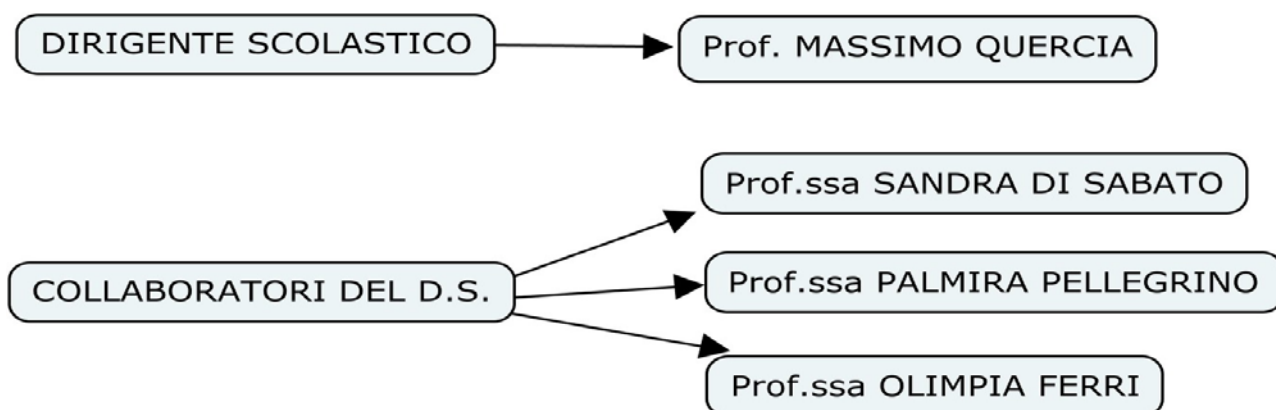 DIRIGENTE SCOLASTICO
Prof. MASSIMO QUERCIA
COLLABORATORI DEL D.S.
Prof.ssa SANDRA DI SABATO
Prof.ssa PALMIRA PELLEGRINO
Prof.ssa OLIMPIA FERRI